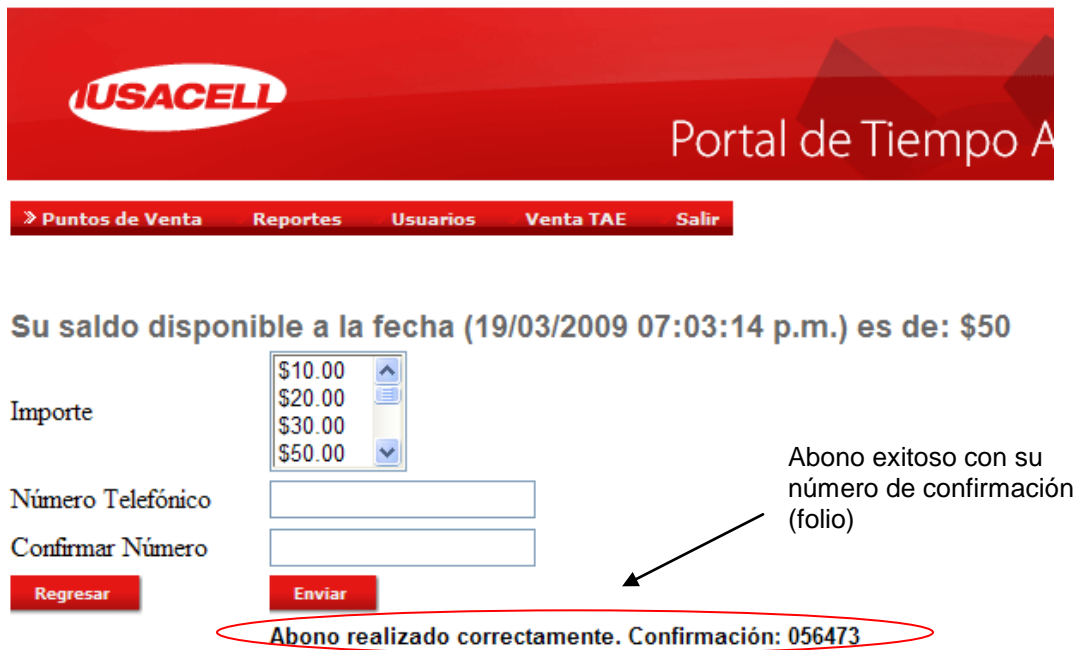 IUSACELL
Portal de Tiempo A
» Puntos de Venta Reportes Usuarios Venta TAE Salir
Su saldo disponible a la fecha (19/03/2009 07:03:14 p.m.) es de: $50
Importe
$10.00
$20.00
$30.00
$50.00
Número Telefónico
Confirmar Número
Regresar Enviar
Abono exitoso con su
número de confirmación
(folio)
Abono realizado correctamente. Confirmación: 056473